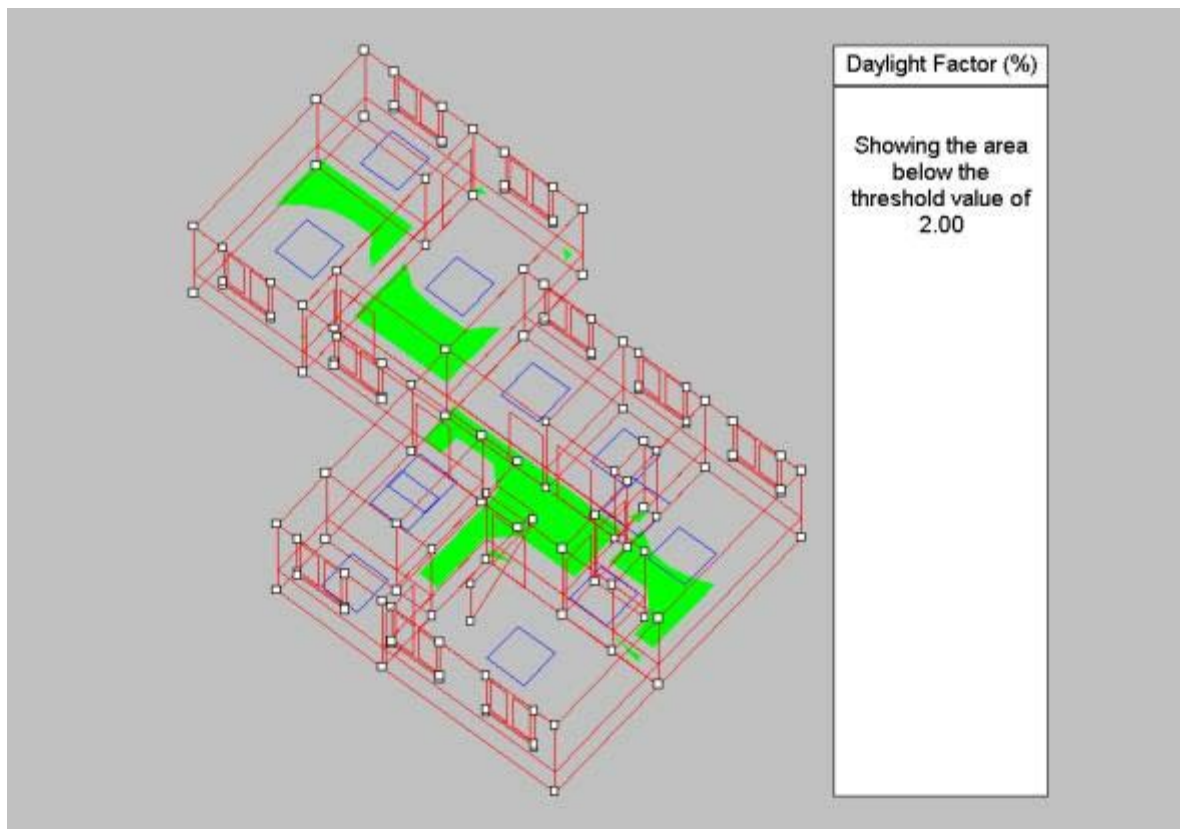 Daylight Factor (%)
Showing the area
below the
threshold value of
2.00